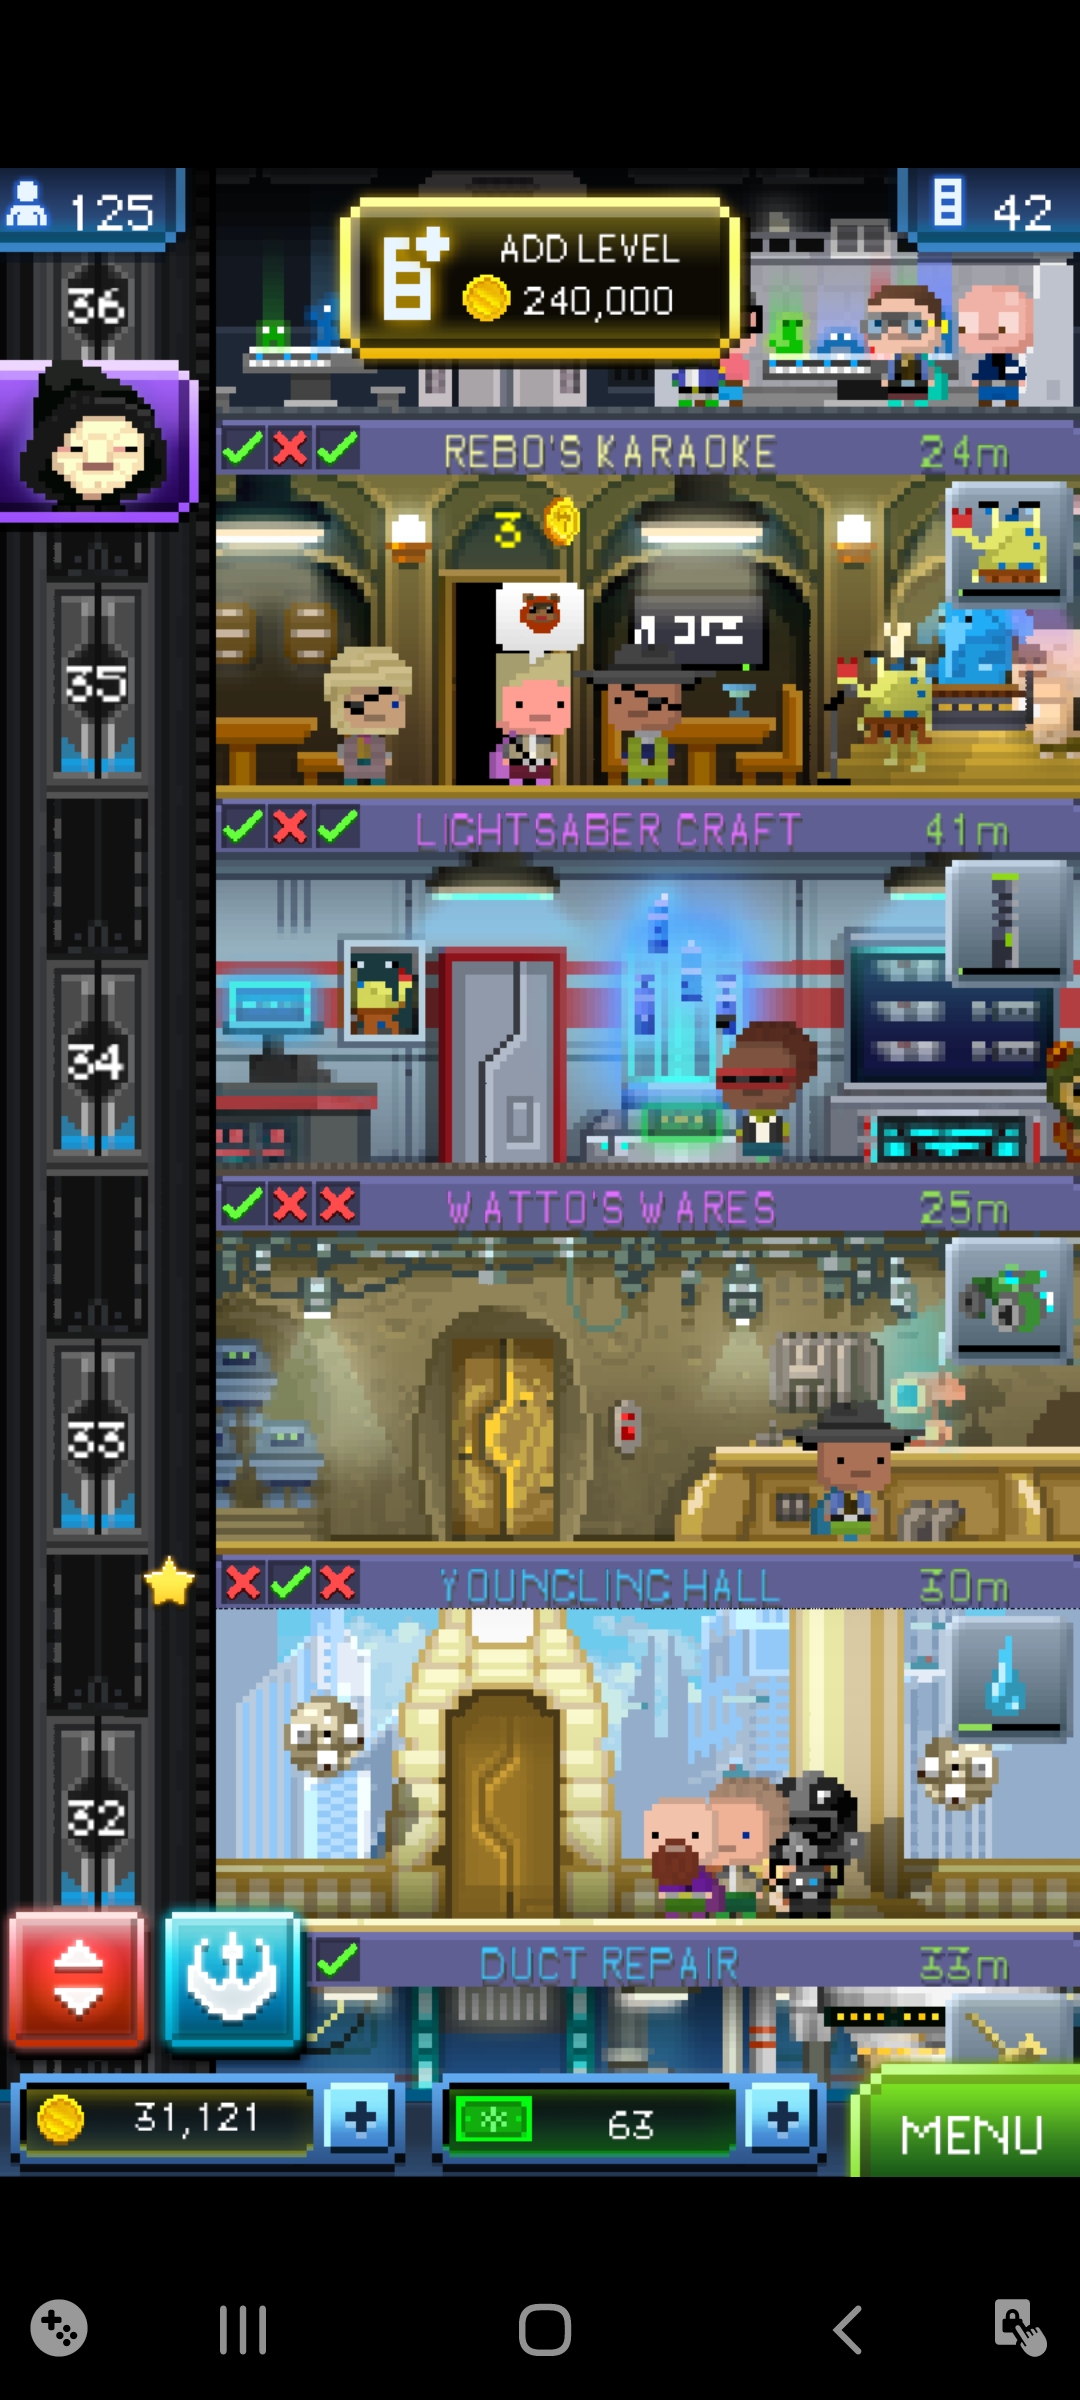 125
42
ADD LEVEL
240,000
36
REBO'S KARAOKE 24m
3
35
LIGHTSABER CRAFT 41m
34
WATTO'S WARES 25m
33
YOUNGLING HALL 30m
32
DUCT REPAIR 33m
31,121
63
MENU